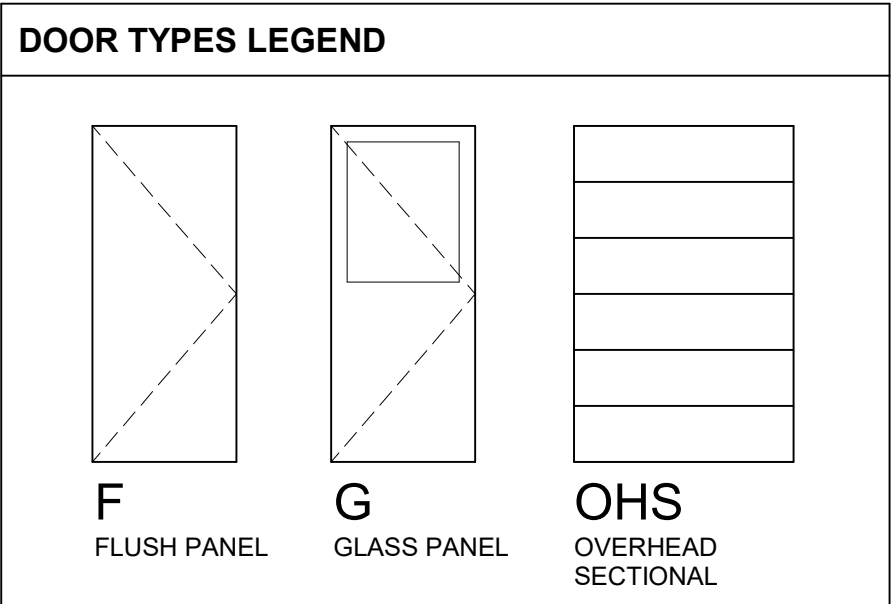 DOOR TYPES LEGEND
F
FLUSH PANEL
G
GLASS PANEL
OHS
OVERHEAD
SECTIONAL